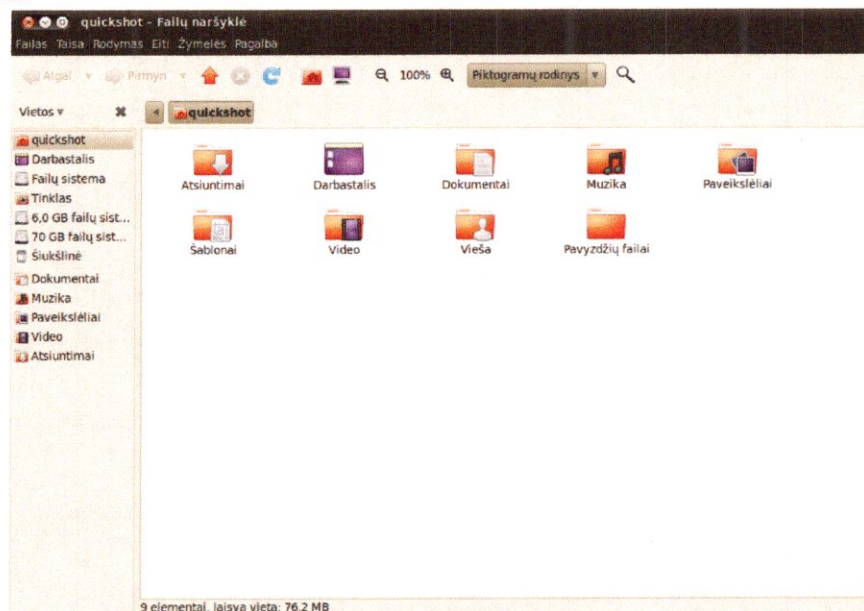 quickshot - Failų naršyklė
Failas Taisa Rodymas Eiti Žymelės Pagalba
Atgal Pirmyn 100% Piktogramų rodinys
Vietos quickshot
quickshot
Darbastalis
Failų sistema
Tinklas
6,0 GB failų sist...
70 GB failų sist...
Šiukšlinė
Dokumentai
Muzika
Paveikslėliai
Video
Atsiuntimai
Atsiuntimai Darbastalis Dokumentai Muzika Paveikslėliai
Šablonai Video Vieša Pavyzdžių failai
9 elementai, laisva vieta: 76,2 MB